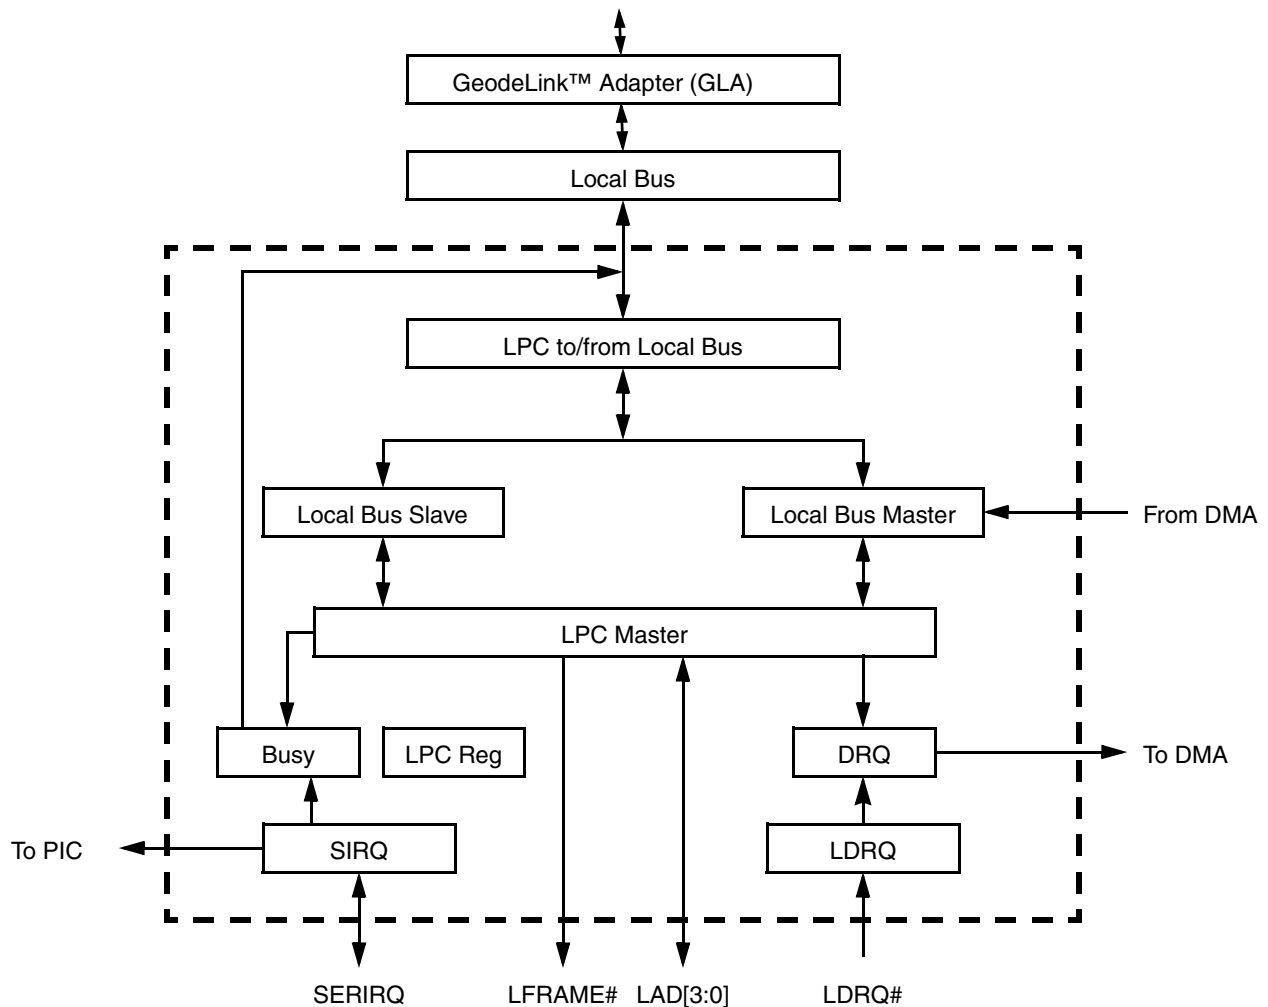 GeodeLink™ Adapter (GLA)
Local Bus
LPC to/from Local Bus
Local Bus Slave
Local Bus Master
From DMA
LPC Master
Busy
LPC Reg
DRQ
To DMA
To PIC
SIRQ
LDRQ
SERIRQ
LFRAME#
LAD[3:0]
LDRQ#